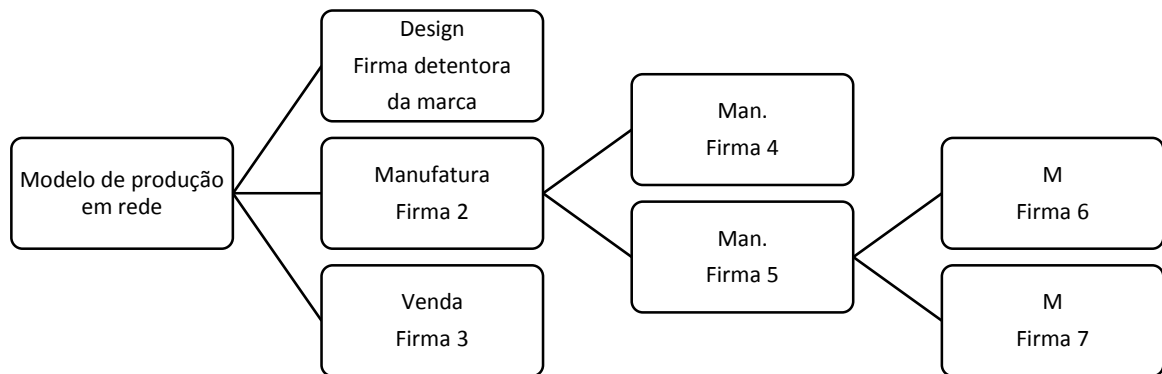 Modelo de produção
em rede
Design
Firma detentora
da marca
Manufatura
Firma 2
Venda
Firma 3
Man.
Firma 4
Man.
Firma 5
M
Firma 6
M
Firma 7